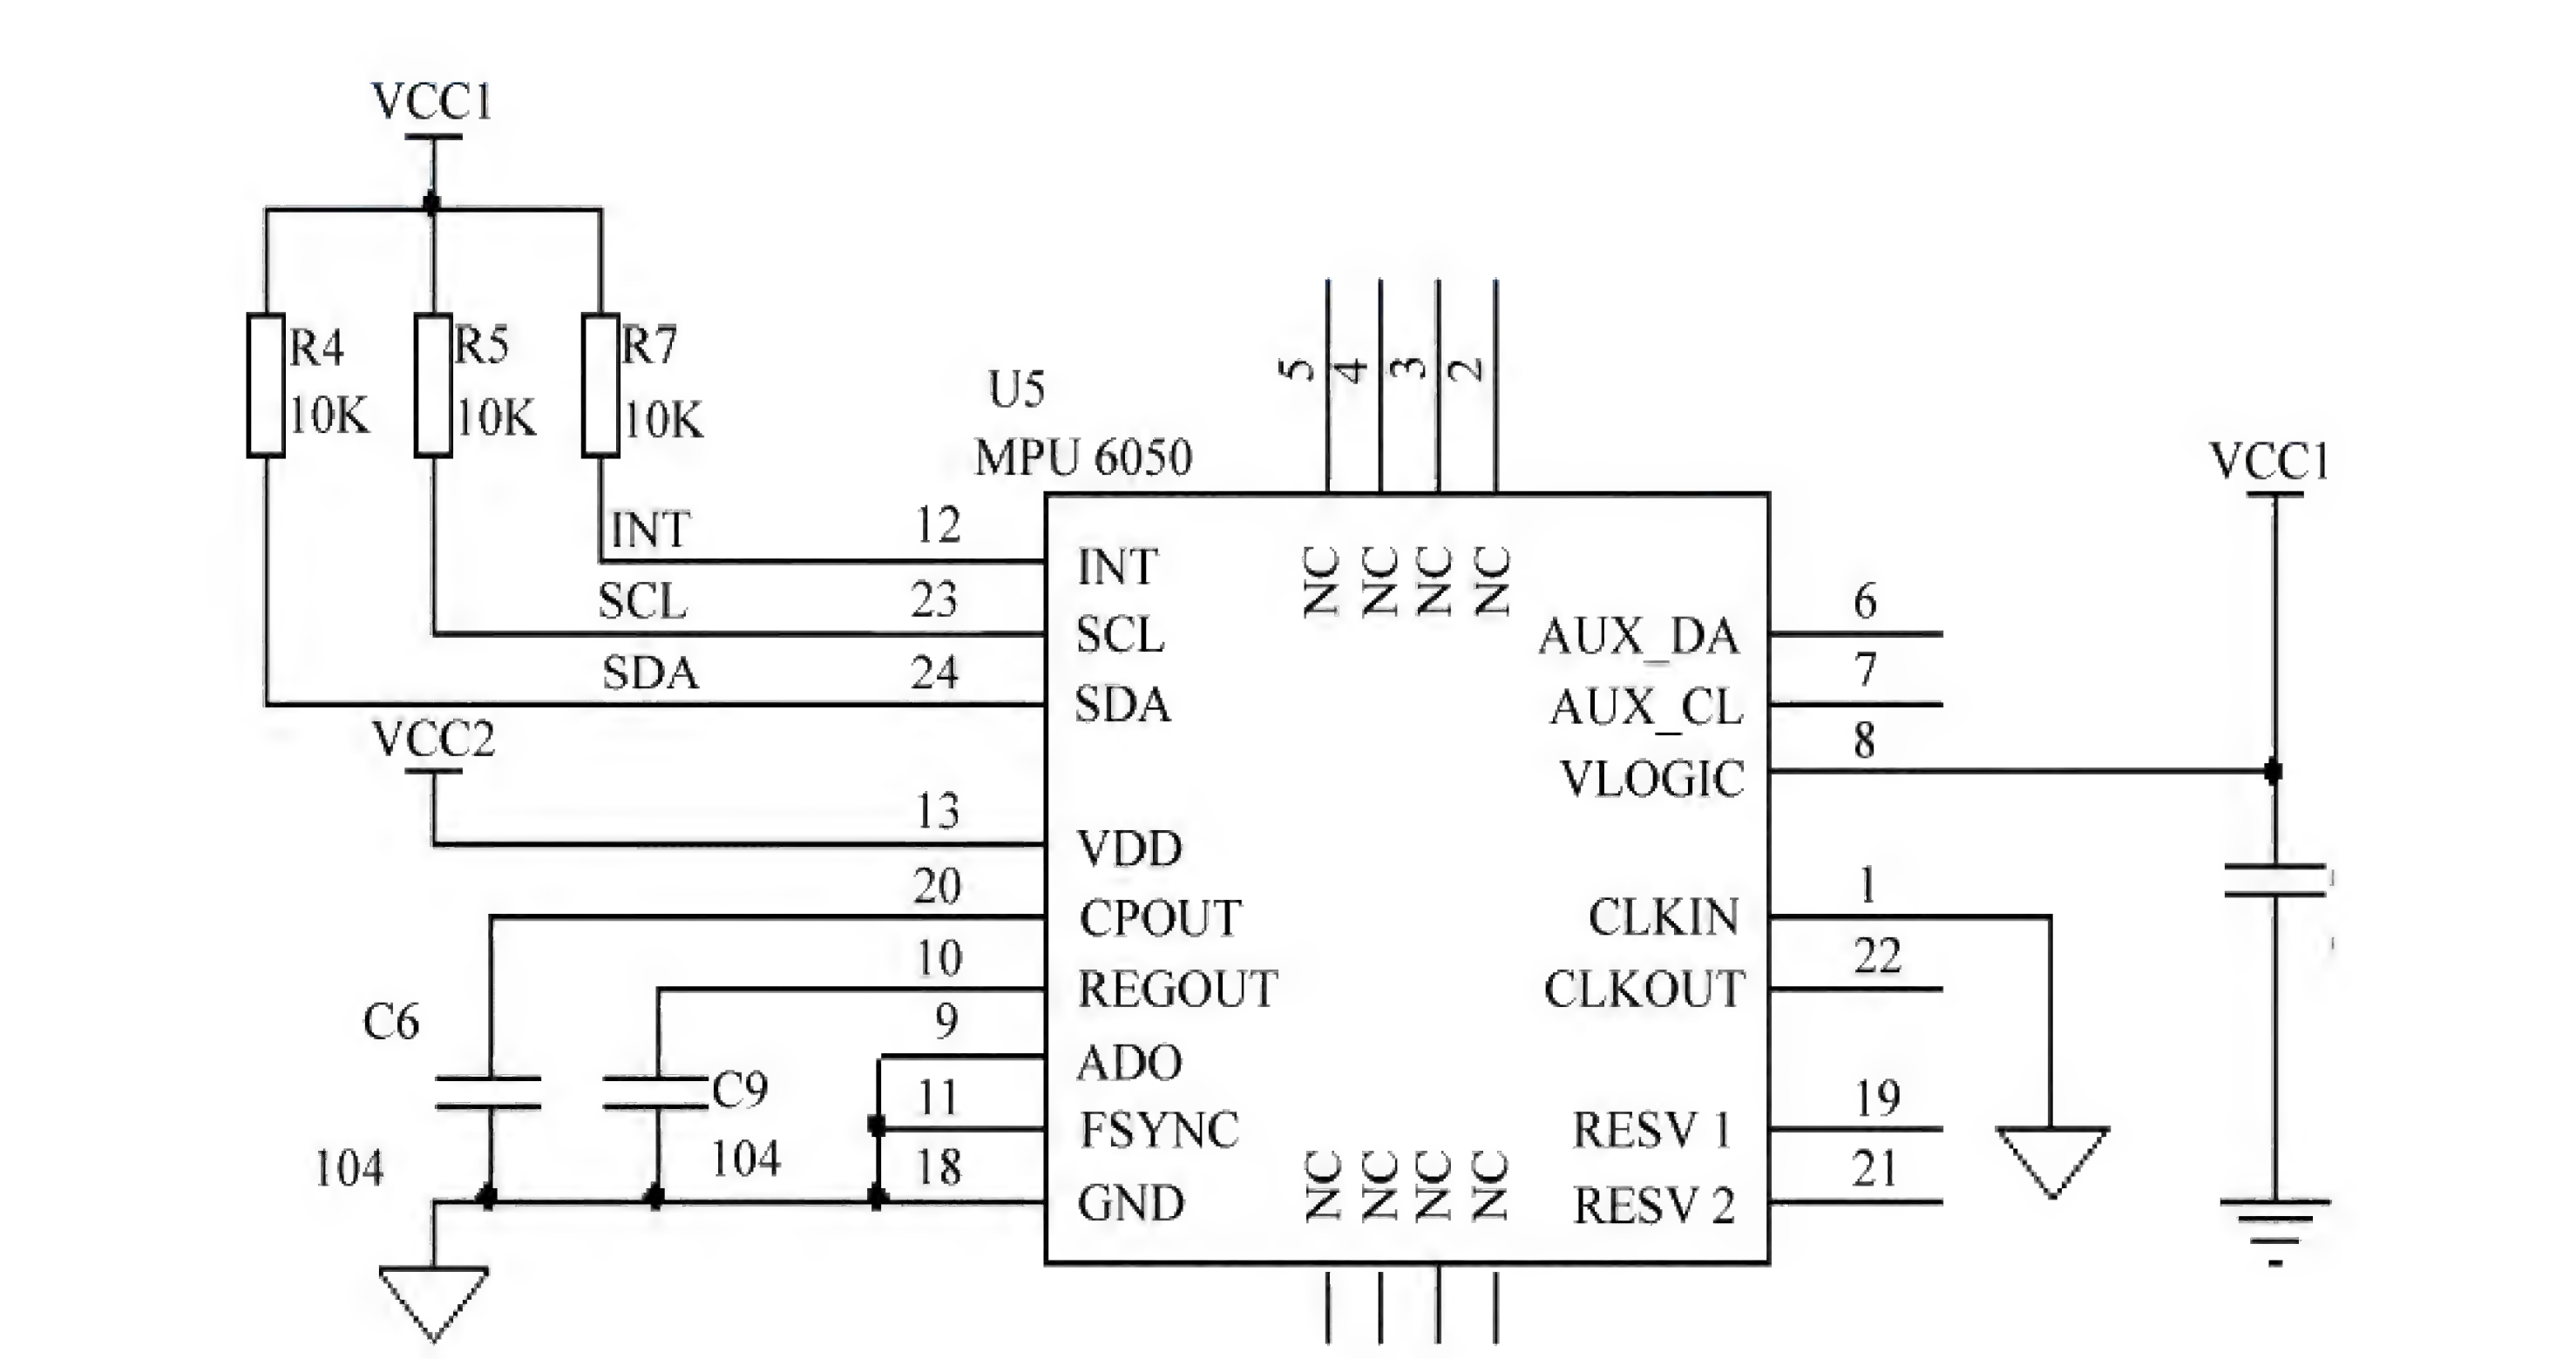 VCC1
R4
10K
R5
10K
R7
10K
INT
SCL
SDA
VCC2
12
23
24
13
20
10
9
11
18
C6
104
C9
104
U5
MPU 6050
5
4
3
2
NC
NC
NC
NC
INT
SCL
SDA
VDD
CPOUT
REGOUT
ADO
FSYNC
GND
AUX_DA
AUX_CL
VLOGIC
CLKIN
CLKOUT
RESV 1
RESV 2
NC
NC
NC
NC
6
7
8
1
22
19
21
VCC1